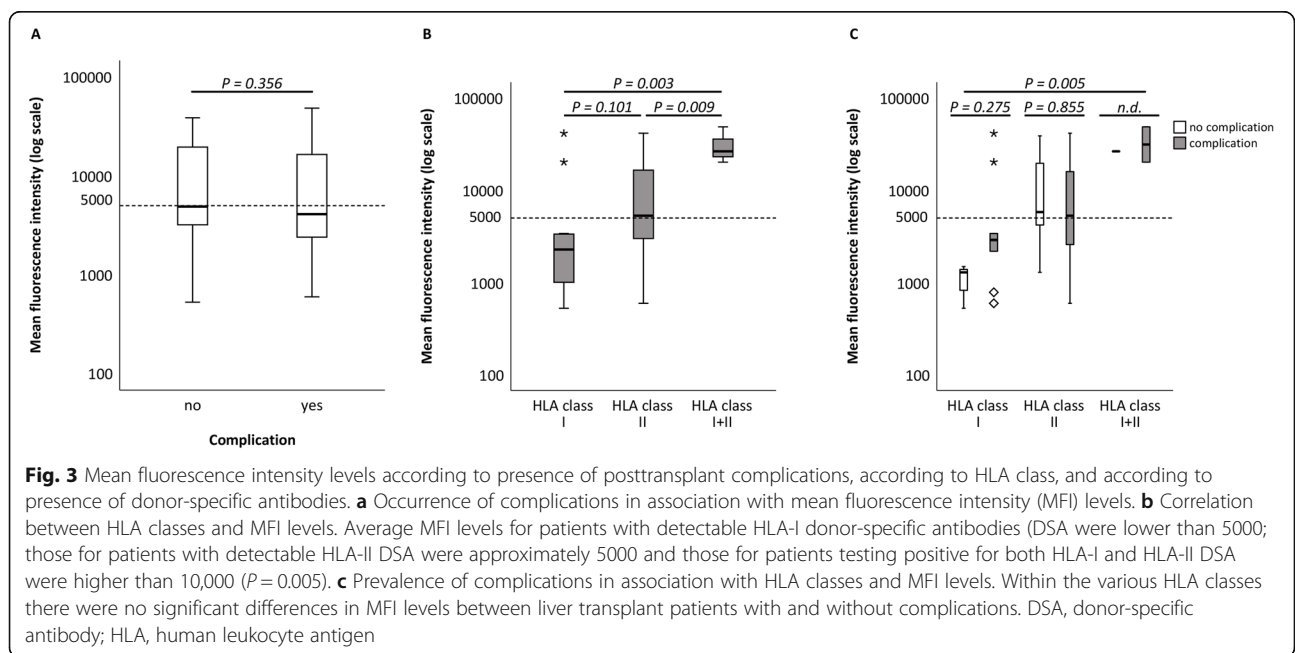 A
Mean fluorescence intensity (log scale)
100000
10000
5000
1000
100
P = 0.356
no
yes
Complication
B
Mean fluorescence intensity (log scale)
100000
10000
5000
1000
100
P = 0.003
P = 0.101
P = 0.009
HLA class
I
HLA class
II
HLA class
I+II
C
Mean fluorescence intensity (log scale)
100000
10000
5000
1000
100
P = 0.005
P = 0.275
P = 0.855
n.d.
no complication
complication
HLA class
I
HLA class
II
HLA class
I+II
Fig. 3 Mean fluorescence intensity levels according to presence of posttransplant complications, according to HLA class, and according to
presence of donor-specific antibodies. a Occurrence of complications in association with mean fluorescence intensity (MFI) levels. b Correlation
between HLA classes and MFI levels. Average MFI levels for patients with detectable HLA-I donor-specific antibodies (DSA were lower than 5000;
those for patients with detectable HLA-II DSA were approximately 5000 and those for patients testing positive for both HLA-I and HLA-II DSA
were higher than 10,000 (P = 0.005). c Prevalence of complications in association with HLA classes and MFI levels. Within the various HLA classes
there were no significant differences in MFI levels between liver transplant patients with and without complications. DSA, donor-specific
antibody; HLA, human leukocyte antigen